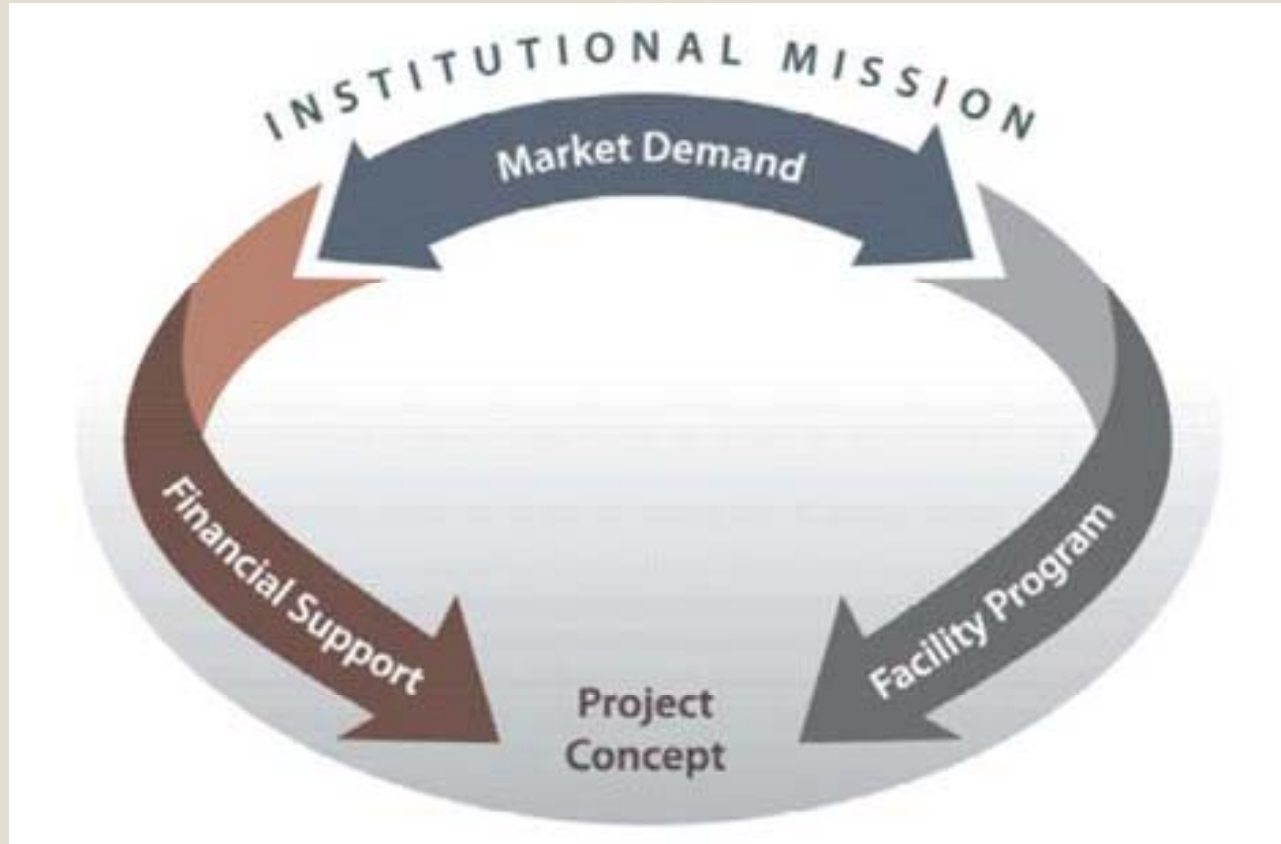 INSTITUTIONAL MISSION
Market Demand
Financial Support
Facility Program
Project
Concept